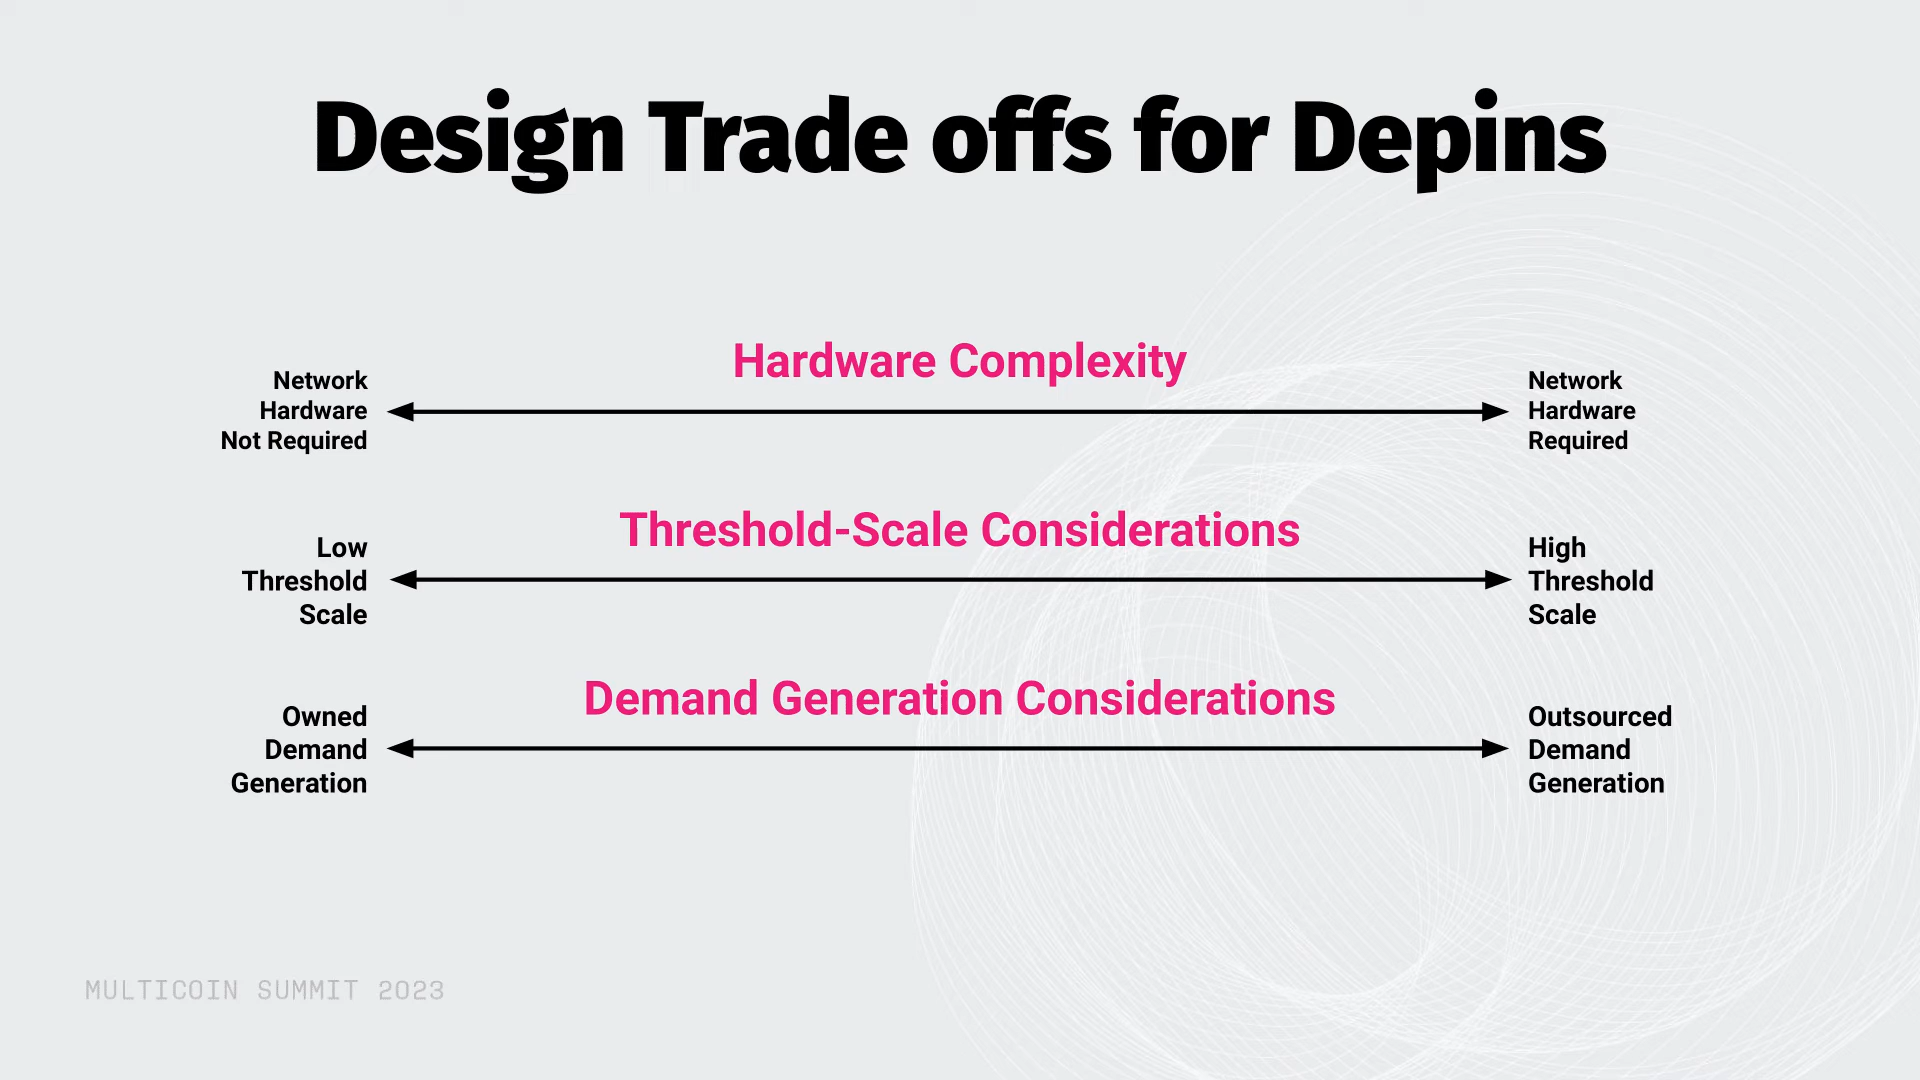 Design Trade offs for Depins
Hardware Complexity
Network
Hardware
Not Required
Network
Hardware
Required
Threshold-Scale Considerations
Low
Threshold
Scale
High
Threshold
Scale
Demand Generation Considerations
Owned
Demand
Generation
Outsourced
Demand
Generation
MULTICOIN SUMMIT 2023